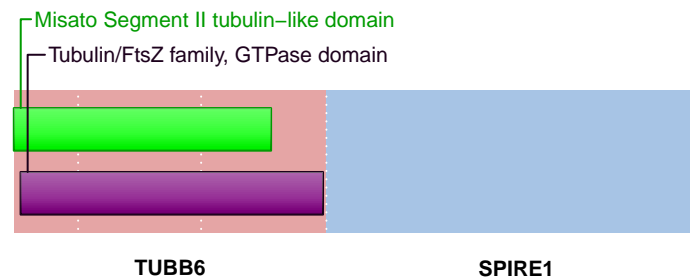 Misato Segment II tubulin−like domain
Tubulin/FtsZ family, GTPase domain
TUBB6 SPIRE1